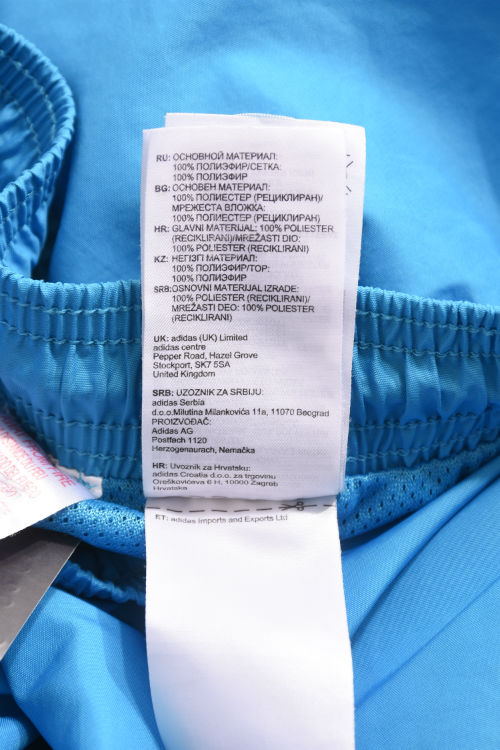 RU: ОСНОВНОЙ МАТЕРИАЛ:
100% ПОЛИЭФИР/СЕТКА:
100% ПОЛИЭФИР
BG: ОСНОВЕН МАТЕРИАЛ:
100% ПОЛИЕСТЕР (РЕЦИКЛИРАН)/
МРЕЖЕСТА ВЛОЖКА:
100% ПОЛИЕСТЕР (РЕЦИКЛИРАН)
HR: GLAVNI MATERIJAL: 100% POLIESTER
(RECIKLIRANI)/MREŽASTI DIO:
100% POLIESTER (RECIKLIRANI)
KZ: НЕГІЗГІ МАТЕРИАЛ:
100% ПОЛИЭФИР/ТОР:
100% ПОЛИЭФИР
SRB: OSNOVNI MATERIJAL IZRADE:
100% POLIESTER (RECIKLIRANI)/
MREŽASTI DEO: 100% POLIESTER
(RECIKLIRANI)
UK: adidas (UK) Limited
adidas centre
Pepper Road, Hazel Grove
Stockport, SK7 5SA
United Kingdom
SRB: UZOZNIK ZA SRBIJU:
adidas Serbia
d.o.o.Milutina Milankovića 11a, 11070 Beograd
PROIZVOĐAČ:
Adidas AG
Postfach 1120
Herzogenaurach, Nemačka
HR: Uvoznik za Hrvatsku:
adidas Croatia d.o.o. za trgovinu
Oreškovićeva 6 H, 10000 Zagreb
Hrvatska
ET: adidas Imports and Exports Ltd